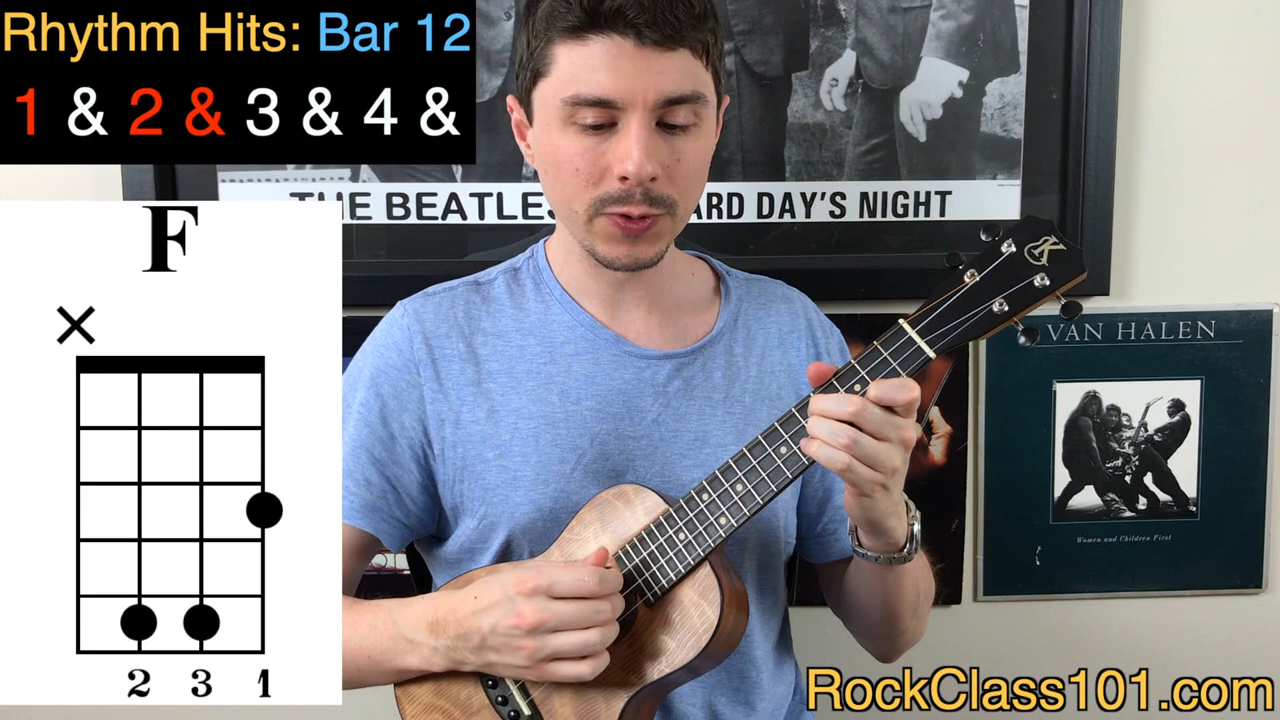 Rhythm Hits: Bar 12
1 & 2 & 3 & 4 &
THE BEATLES ARD DAY'S NIGHT
F
×
2 3 1
K
VAN HALEN
Women and Children First
RockClass101.com